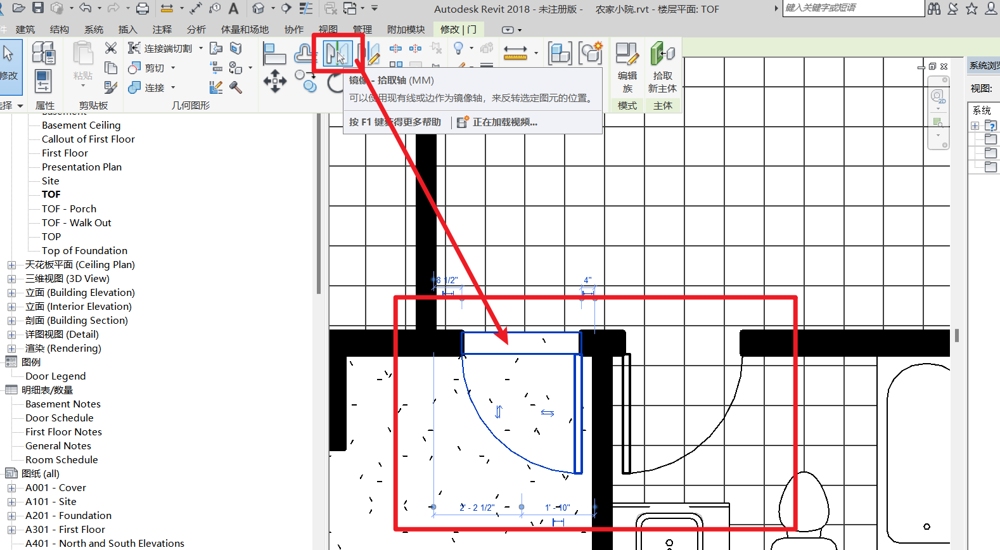 Autodesk Revit 2018 - 未注册版 - 农家小院.rvt - 楼层平面: TOF
键入关键字或短语
件 建筑 结构 系统 插入 注释 分析 体量和场地 协作 视图 管理 附加模块 修改 | 门
连接端切割
剪切
连接
修改
粘贴
编辑
族
拾取
新主体
选择 属性 剪贴板 几何图形 模式 主体
镜像 - 拾取轴 (MM)
可以使用现有线或边作为镜像轴，来反转选定图元的位置。
按 F1 键获得更多帮助
正在加载视频...
系统浏览
视图:
系统
2D
Basement
Basement Ceiling
Callout of First Floor
First Floor
Presentation Plan
Site
TOF
TOF - Porch
TOF - Walk Out
TOP
Top of Foundation
天花板平面 (Ceiling Plan)
三维视图 (3D View)
立面 (Building Elevation)
立面 (Interior Elevation)
剖面 (Building Section)
详图视图 (Detail)
渲染 (Rendering)
图例
Door Legend
明细表/数量
Basement Notes
Door Schedule
First Floor Notes
General Notes
Room Schedule
图纸 (all)
A001 - Cover
A101 - Site
A201 - Foundation
A301 - First Floor
A401 - North and South Elevations
8 1/2"
4"
2' - 2 1/2"
1' - 10"